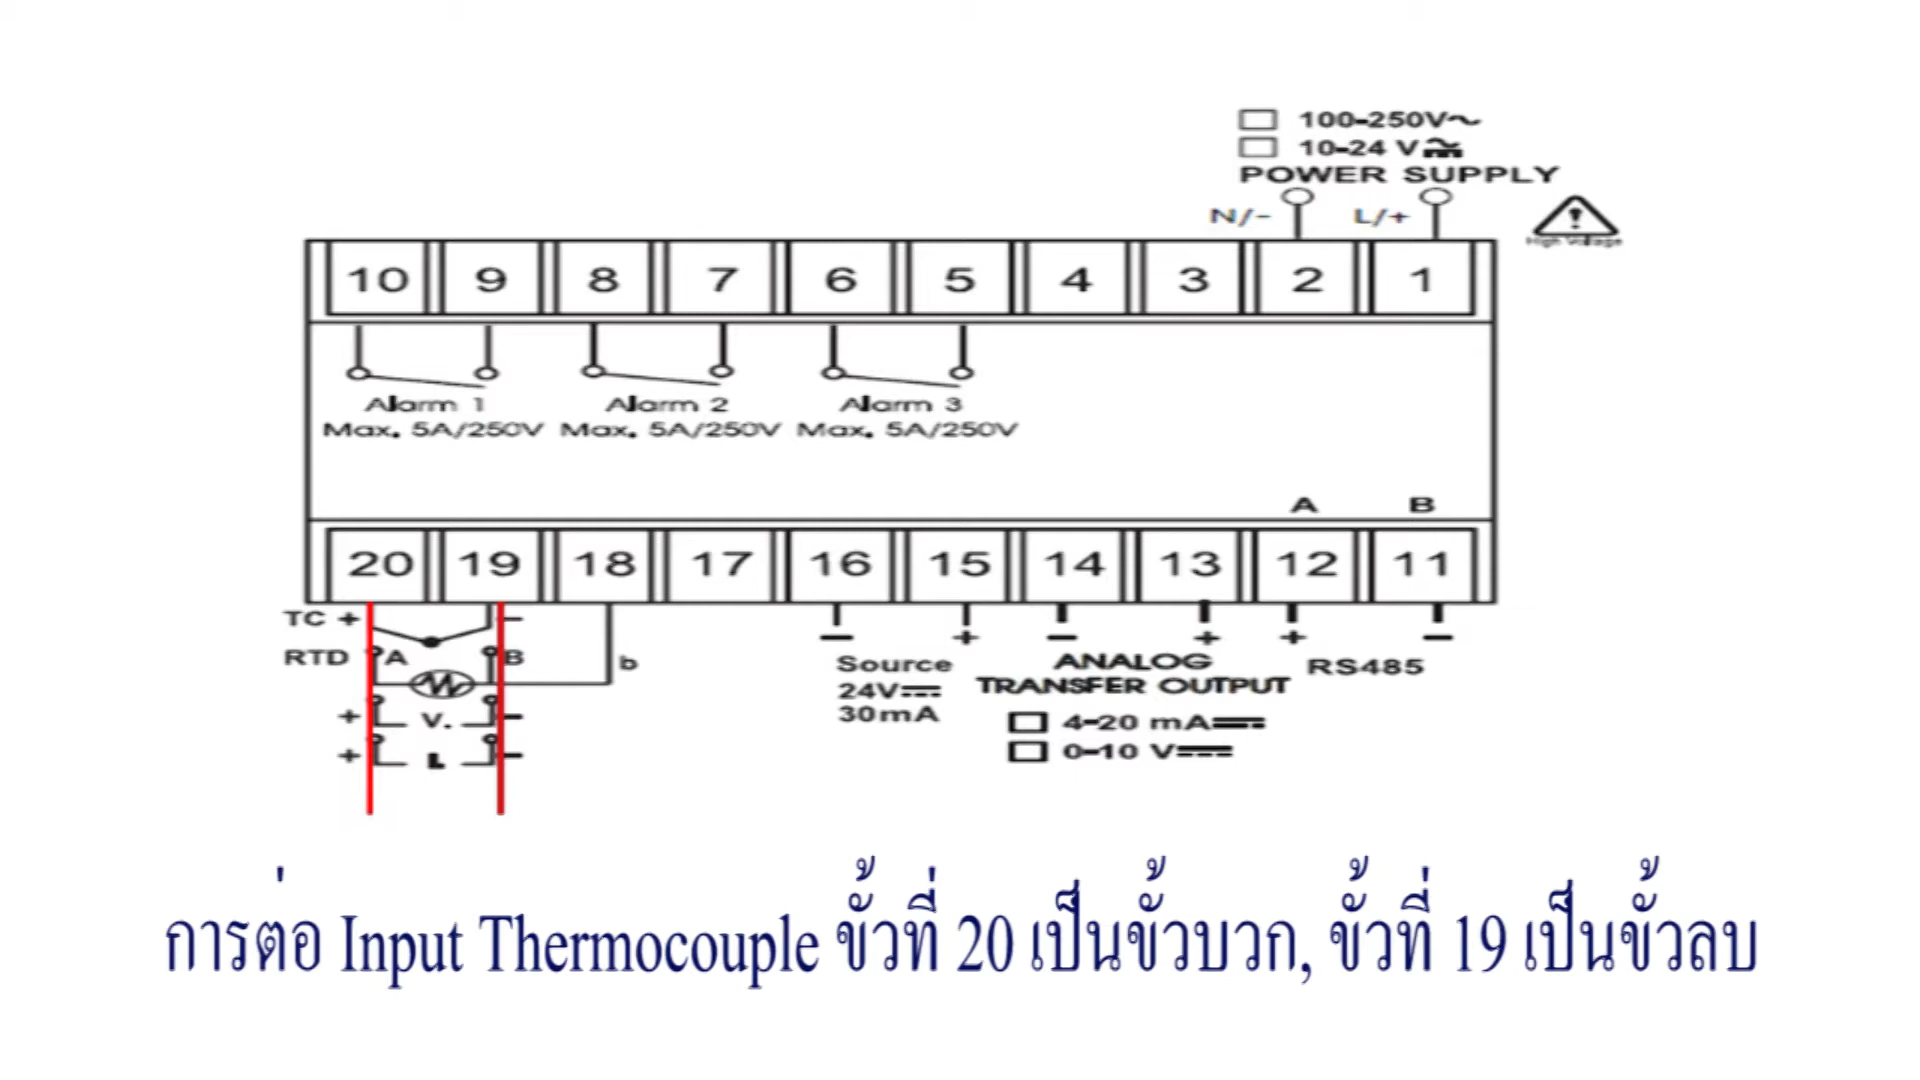 100-250V~
10-24 V
POWER SUPPLY
N/- L/+
High Voltage
10 9 8 7 6 5 4 3 2 1
Alarm 1 Alarm 2 Alarm 3
Max. 5A/250V Max. 5A/250V Max. 5A/250V
A B
20 19 18 17 16 15 14 13 12 11
TC + −
RTD A B b
+ V. −
+ I. −
− + − + + −
Source
24V
30mA
ANALOG
TRANSFER OUTPUT
4-20 mA
0-10 V
RS485
การต่อ Input Thermocouple ขั้วที่ 20 เป็นขั้วบวก, ขั้วที่ 19 เป็นขั้วลบ